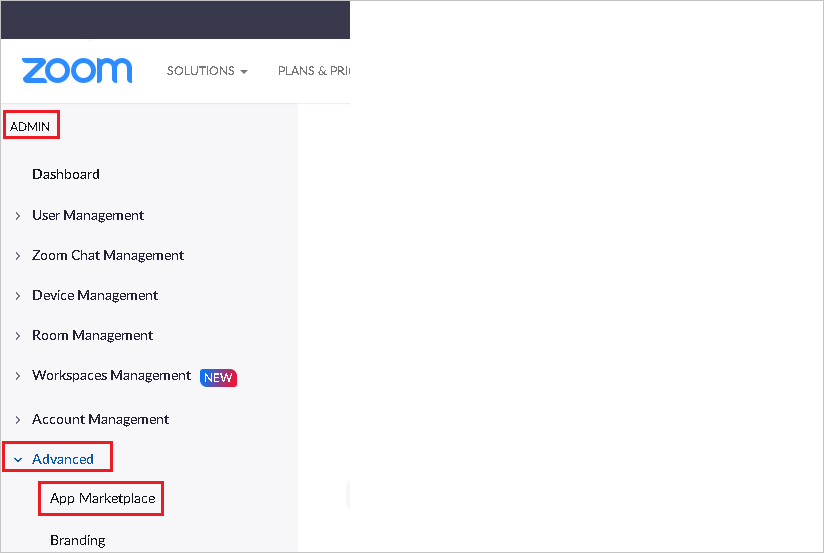 zoom
SOLUTIONS PLANS & PRI
ADMIN
Dashboard
User Management
Zoom Chat Management
Device Management
Room Management
Workspaces Management NEW
Account Management
Advanced
App Marketplace
Branding